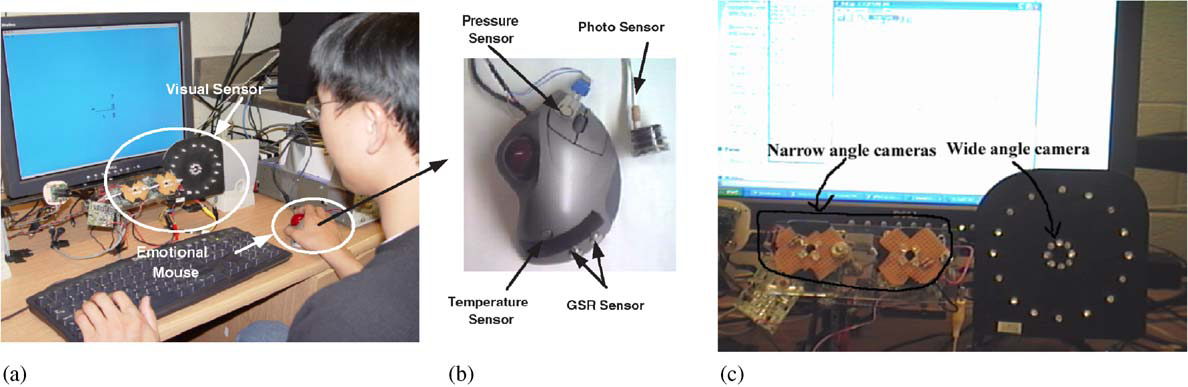 Visual Sensor
Emotional
Mouse
(a)
Pressure
Sensor
Photo Sensor
Temperature
Sensor
GSR Sensor
(b)
Narrow angle cameras
Wide angle camera
(c)